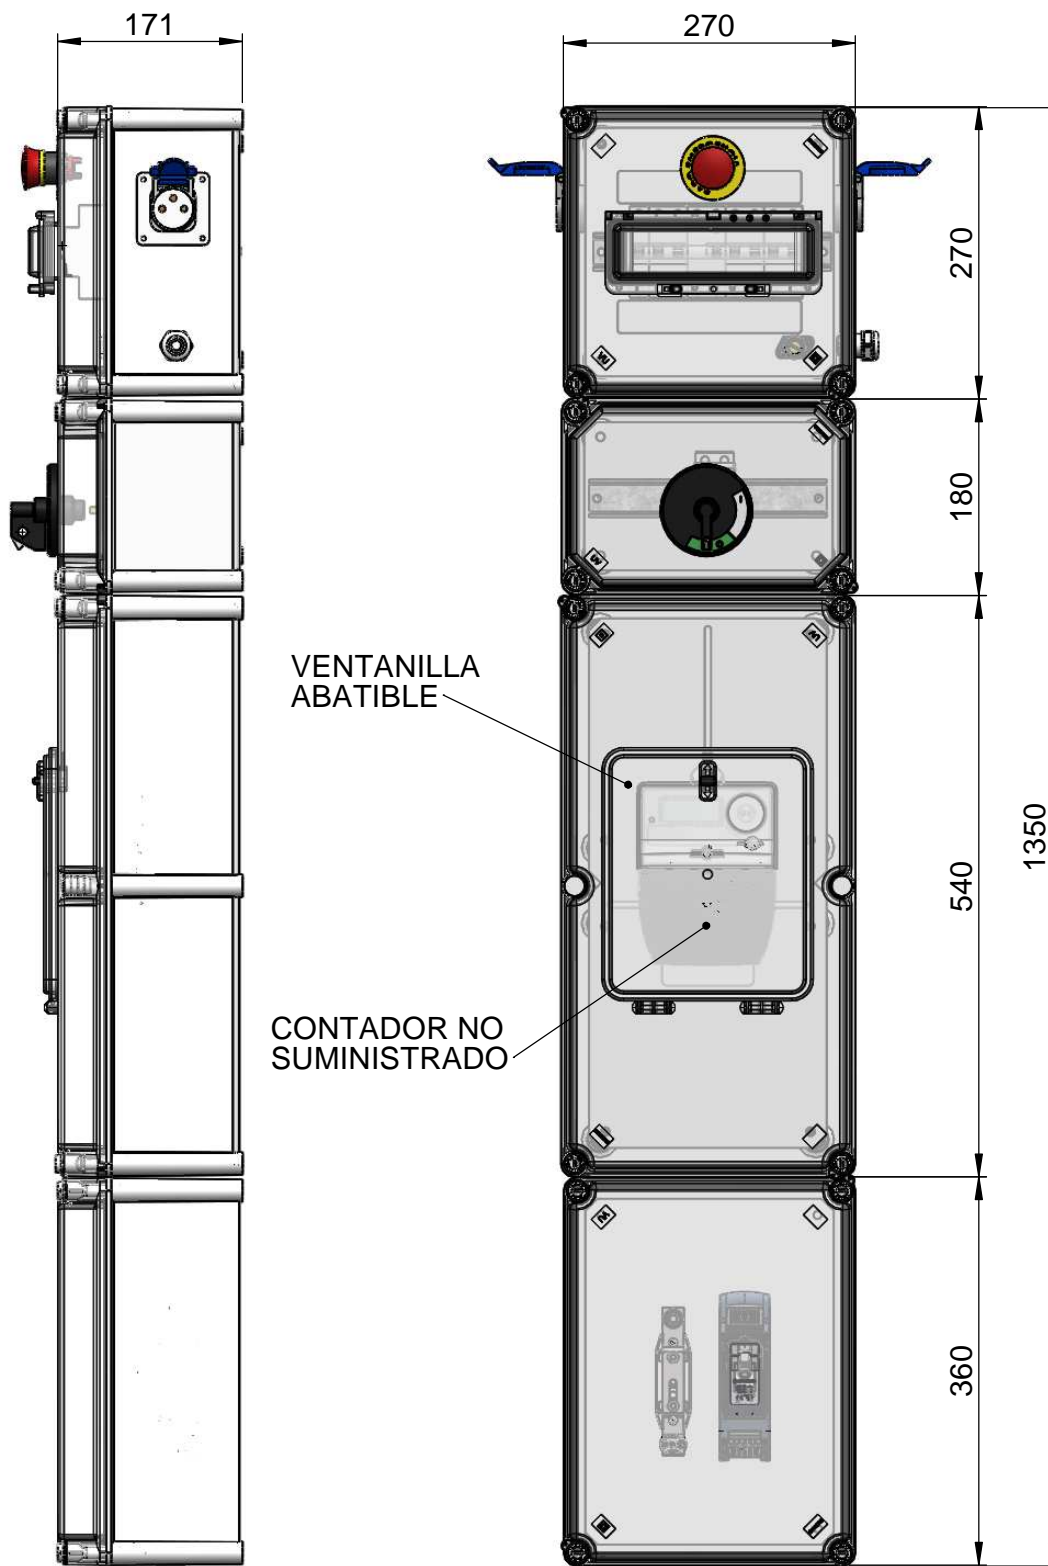 171
270
270
180
VENTANILLA
ABATIBLE
540
1350
CONTADOR NO
SUMINISTRADO
360